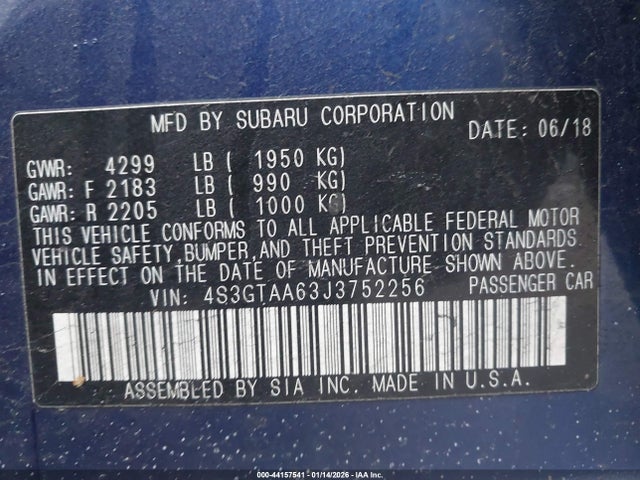 MFD BY SUBARU CORPORATION
DATE: 06/18
GVWR: 4299 LB ( 1950 KG)
GAWR: F 2183 LB ( 990 KG)
GAWR: R 2205 LB ( 1000 KG)
THIS VEHICLE CONFORMS TO ALL APPLICABLE FEDERAL MOTOR
VEHICLE SAFETY,BUMPER,AND THEFT PREVENTION STANDARDS
IN EFFECT ON THE DATE OF MANUFACTURE SHOWN ABOVE.
VIN: 4S3GTAA63J3752256 PASSENGER CAR
ASSEMBLED BY SIA INC. MADE IN U.S.A.
000-44157541 - 01/14/2026 - IAA Inc.